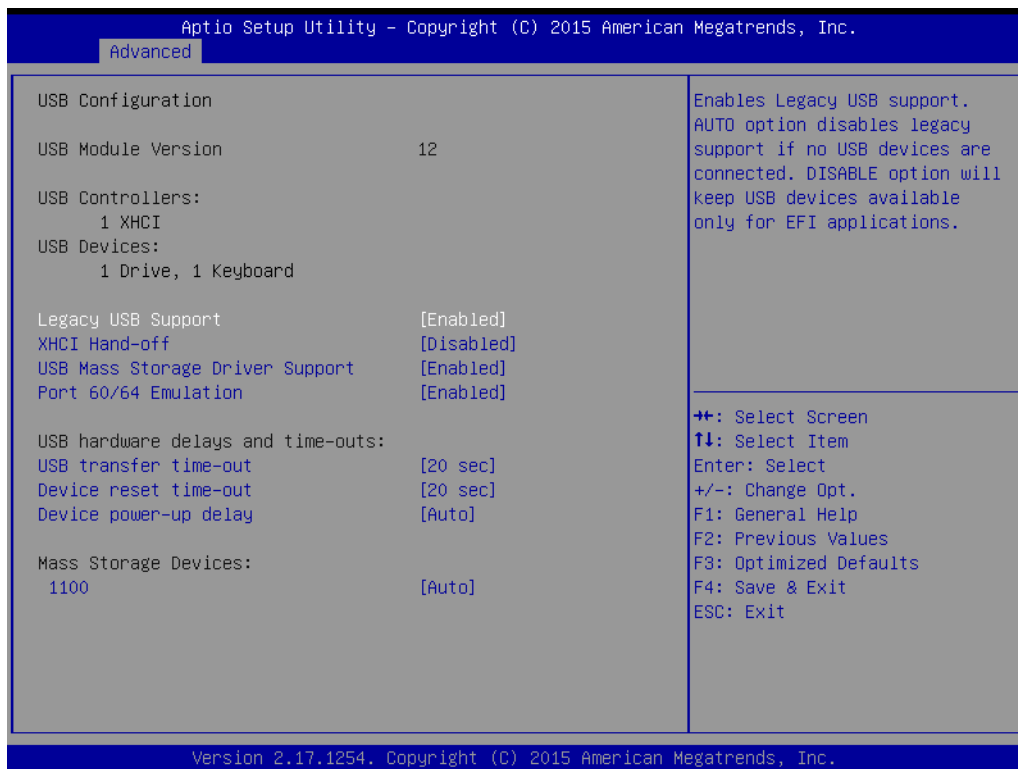 Aptio Setup Utility – Copyright (C) 2015 American Megatrends, Inc.
Advanced
USB Configuration
USB Module Version 12
USB Controllers:
1 XHCI
USB Devices:
1 Drive, 1 Keyboard
Legacy USB Support [Enabled]
XHCI Hand-off [Disabled]
USB Mass Storage Driver Support [Enabled]
Port 60/64 Emulation [Enabled]
USB hardware delays and time-outs:
USB transfer time-out [20 sec]
Device reset time-out [20 sec]
Device power-up delay [Auto]
Mass Storage Devices:
1100 [Auto]
Enables Legacy USB support.
AUTO option disables legacy
support if no USB devices are
connected. DISABLE option will
keep USB devices available
only for EFI applications.
→←: Select Screen
↑↓: Select Item
Enter: Select
+/-: Change Opt.
F1: General Help
F2: Previous Values
F3: Optimized Defaults
F4: Save & Exit
ESC: Exit
Version 2.17.1254. Copyright (C) 2015 American Megatrends, Inc.